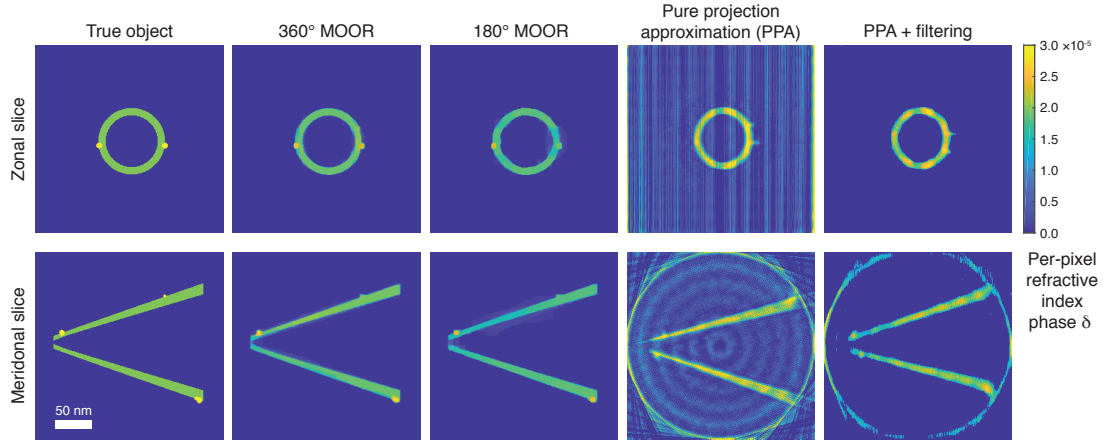 True object
360° MOOR
180° MOOR
Pure projection
approximation (PPA)
PPA + filtering
Zonal slice
3.0 ×10⁻⁵
2.5
2.0
1.5
1.0
0.5
0.0
Meridonal slice
50 nm
Per-pixel
refractive
index
phase δ